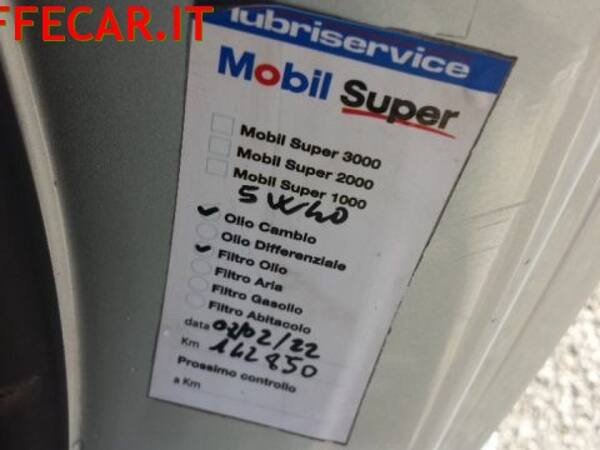 FFECAR.IT
lubriservice
Mobil Super
Mobil Super 3000
Mobil Super 2000
Mobil Super 1000
5W40
Olio Cambio
Olio Differenziale
Filtro Olio
Filtro Aria
Filtro Gasolio
Filtro Abitacolo
data 02/02/22
Km 142850
Prossimo controllo
a Km